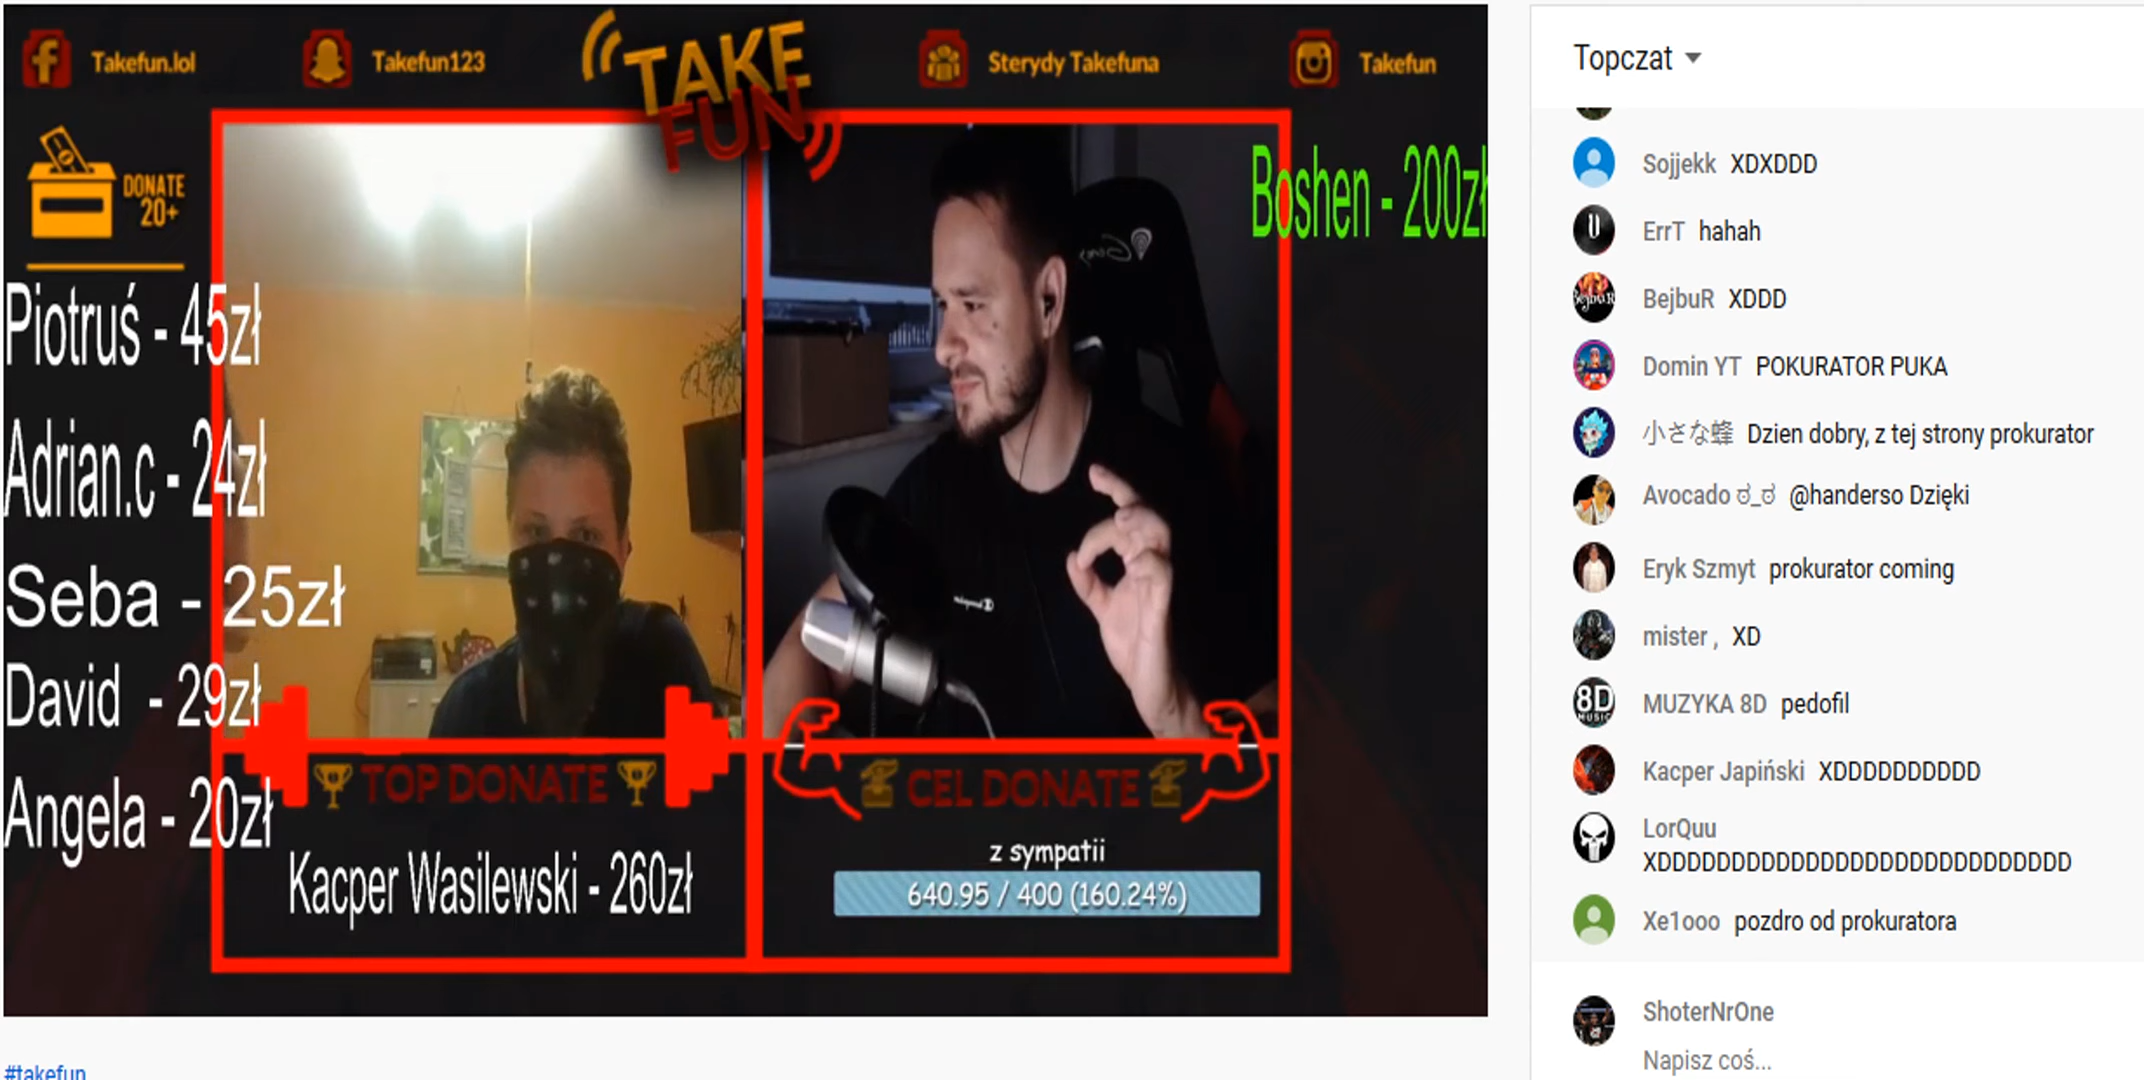 Takefun.lol
Takefun123
TAKE
FUN
Sterydy Takefuna
Takefun
DONATE
20+
Boshen - 200zł
Piotruś - 45zł
Adrian.c - 24zł
Seba - 25zł
David - 29zł
Angela - 20zł
TOP DONATE
Kacper Wasilewski - 260zł
CEL DONATE
z sympatii
640.95 / 400 (160.24%)
#takefun
Topczat
Sojjekk XDXDDD
ErrT hahah
BejbuR XDDD
Domin YT POKURATOR PUKA
小さな蜂 Dzien dobry, z tej strony prokurator
Avocado ಠ_ಠ @handerso Dzięki
Eryk Szmyt prokurator coming
mister , XD
8D
MUSIC
MUZYKA 8D pedofil
Kacper Japiński XDDDDDDDDDD
LorQuu
XDDDDDDDDDDDDDDDDDDDDDDDDDDDD
Xe1ooo pozdro od prokuratora
ShoterNrOne
Napisz coś...